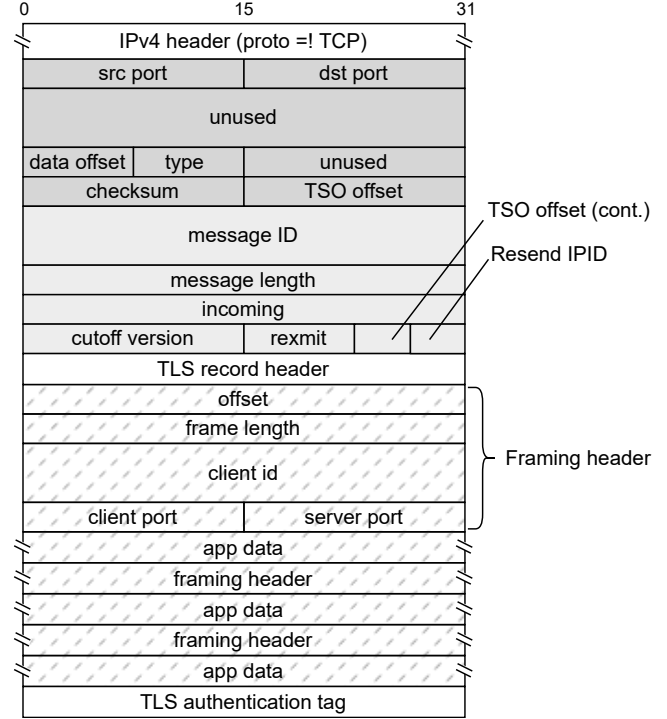 0 15 31
IPv4 header (proto =! TCP)
src port dst port
unused
data offset type unused
checksum TSO offset
TSO offset (cont.)
message ID
Resend IPID
message length
incoming
cutoff version rexmit
TLS record header
offset
frame length
Framing header
client id
client port server port
app data
framing header
app data
framing header
app data
TLS authentication tag